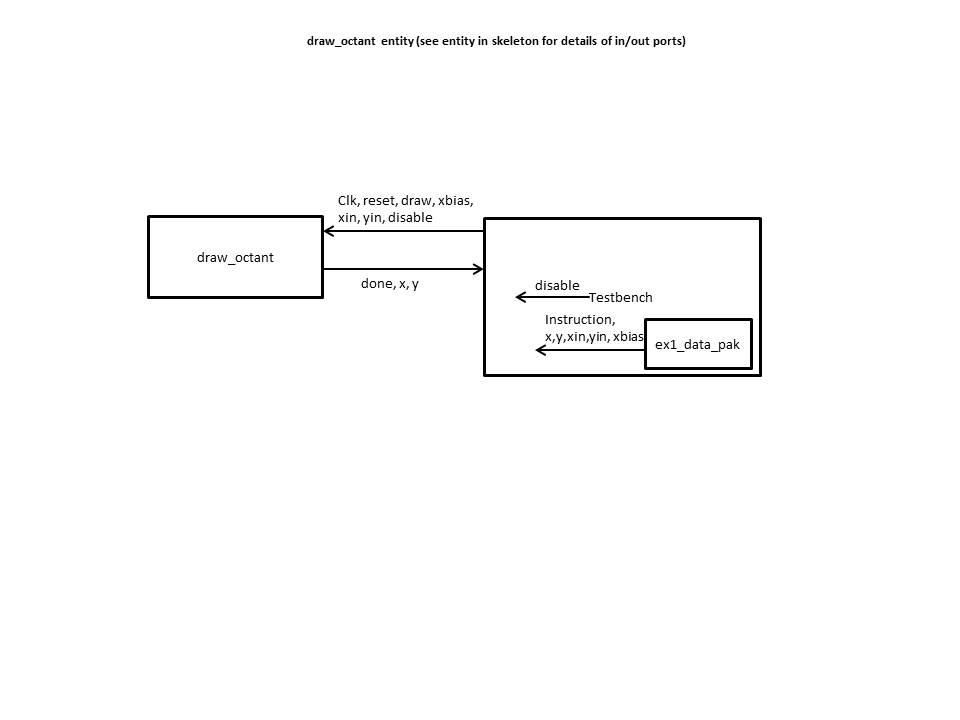 draw_octant entity (see entity in skeleton for details of in/out ports)
Clk, reset, draw, xbias,
xin, yin, disable
draw_octant
done, x, y
disable
Testbench
Instruction,
x,y,xin,yin, xbias
ex1_data_pak